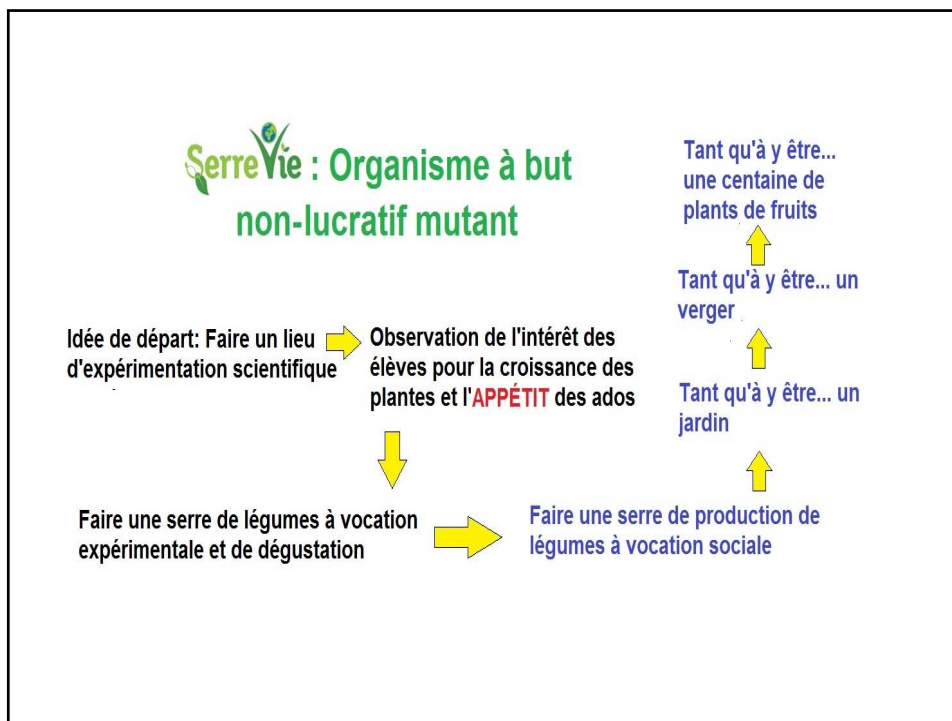 SerreVie : Organisme à but
non-lucratif mutant
Idée de départ: Faire un lieu
d'expérimentation scientifique
Observation de l'intérêt des
élèves pour la croissance des
plantes et l'APPÉTIT des ados
Faire une serre de légumes à vocation
expérimentale et de dégustation
Faire une serre de production de
légumes à vocation sociale
Tant qu'à y être... un
jardin
Tant qu'à y être... un
verger
Tant qu'à y être...
une centaine de
plants de fruits